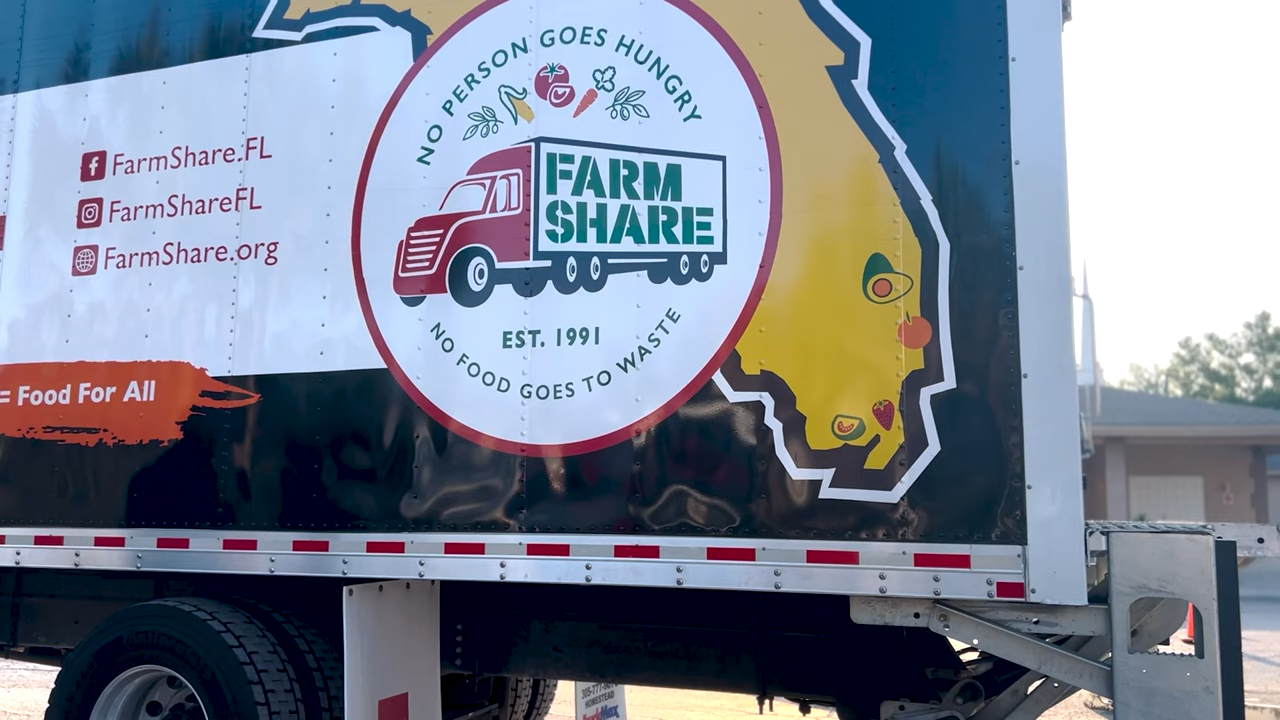 NO PERSON GOES HUNGRY
FARM
SHARE
EST. 1991
NO FOOD GOES TO WASTE
FarmShare.FL
FarmShareFL
FarmShare.org
= Food For All
HOMESTEAD